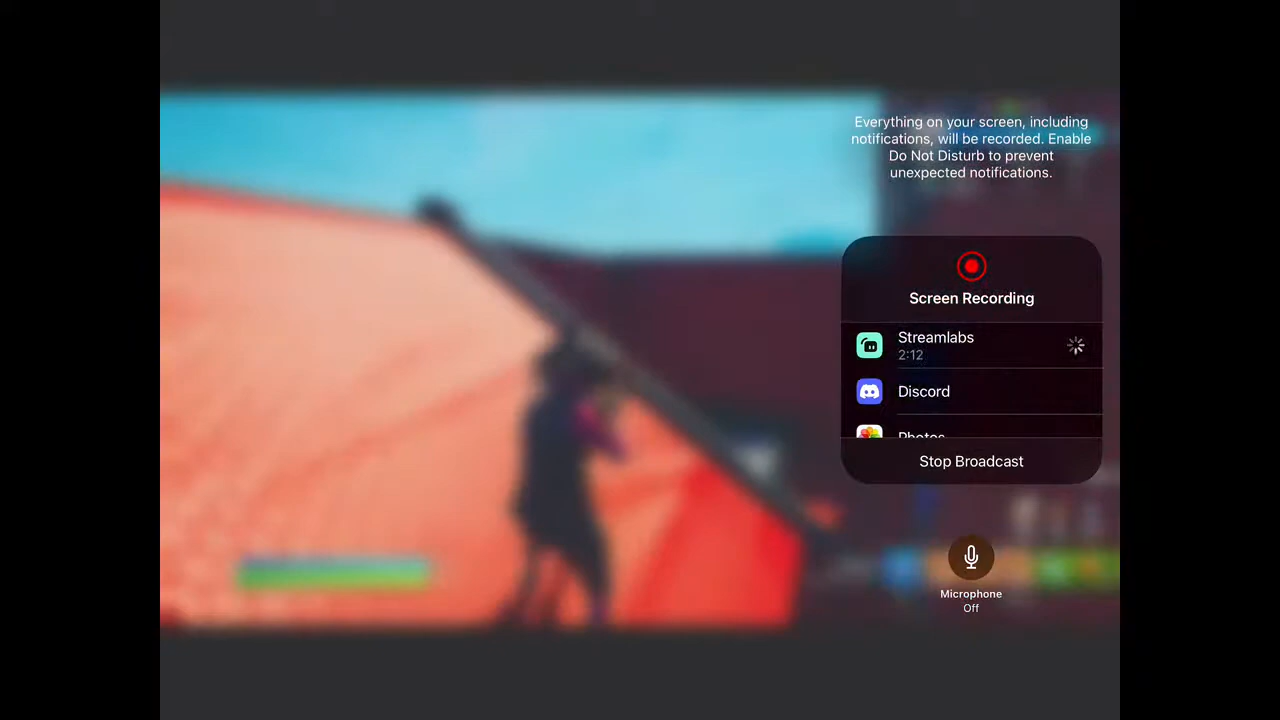 Everything on your screen, including
notifications, will be recorded. Enable
Do Not Disturb to prevent
unexpected notifications.
Screen Recording
Streamlabs
2:12
Discord
Photos
Stop Broadcast
Microphone
Off